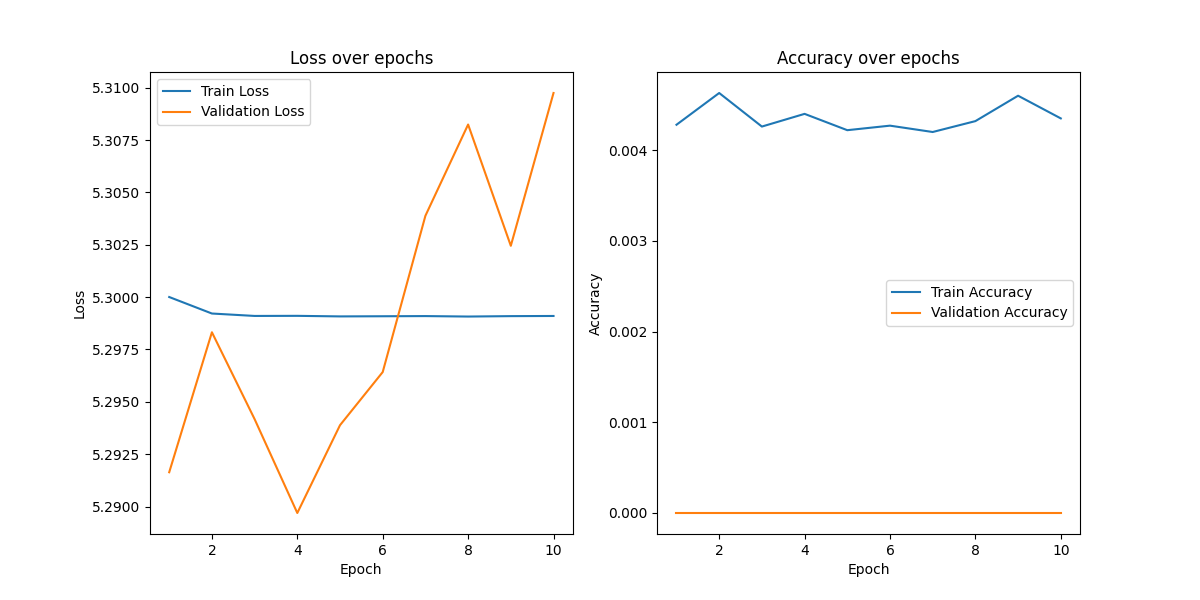 Loss over epochs
5.3100
5.3075
5.3050
5.3025
5.3000
5.2975
5.2950
5.2925
5.2900
Loss
Train Loss
Validation Loss
2 4 6 8 10
Epoch
Accuracy over epochs
0.004
0.003
0.002
0.001
0.000
Accuracy
Train Accuracy
Validation Accuracy
2 4 6 8 10
Epoch